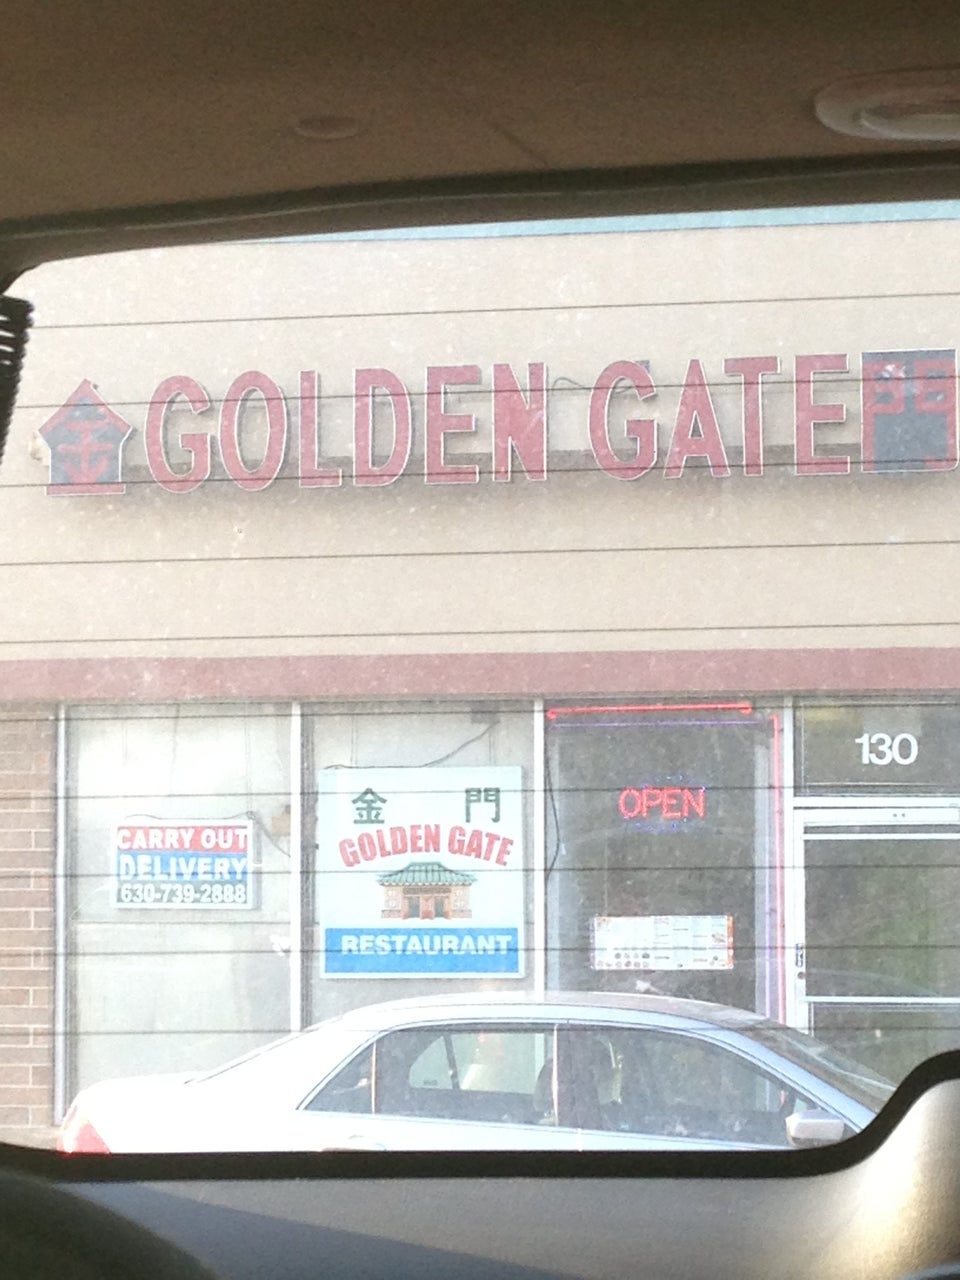 金 GOLDEN GATE 門
130
OPEN
金 門
GOLDEN GATE
RESTAURANT
CARRY OUT
DELIVERY
630-739-2888